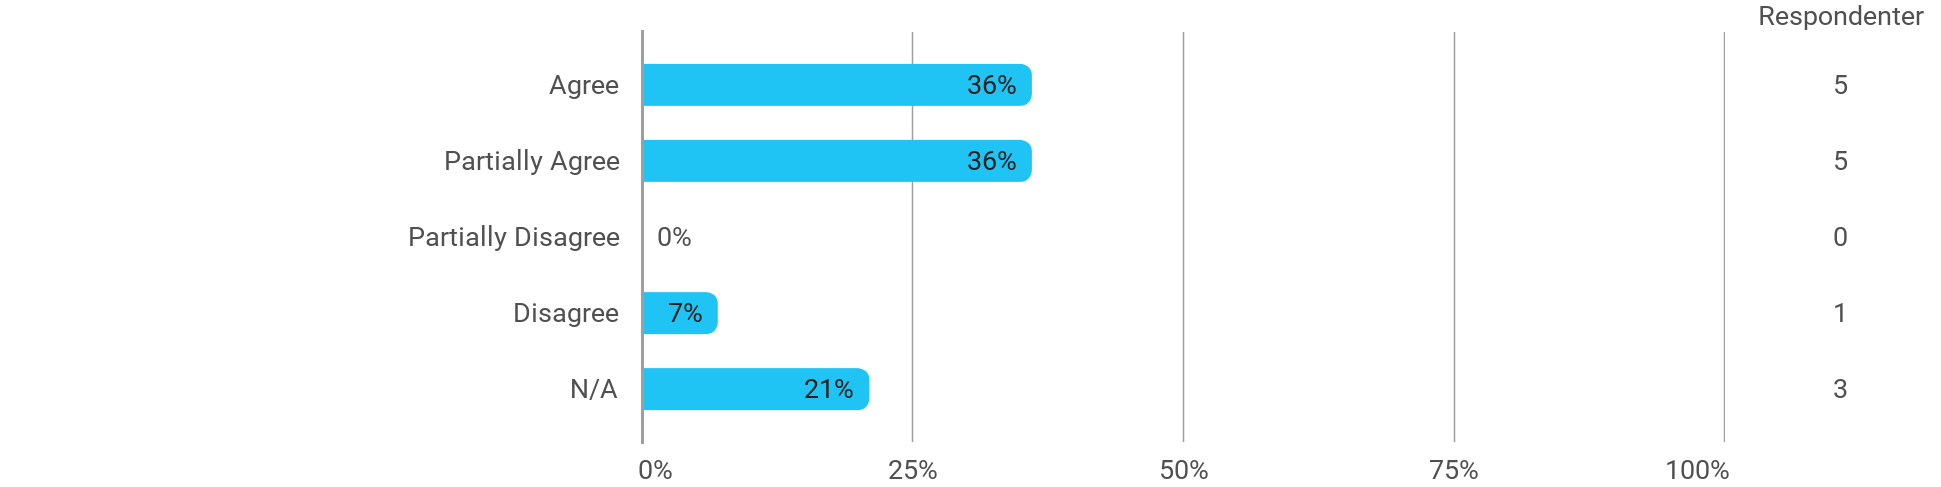 Respondenter
Agree 36% 5
Partially Agree 36% 5
Partially Disagree 0% 0
Disagree 7% 1
N/A 21% 3
0% 25% 50% 75% 100%